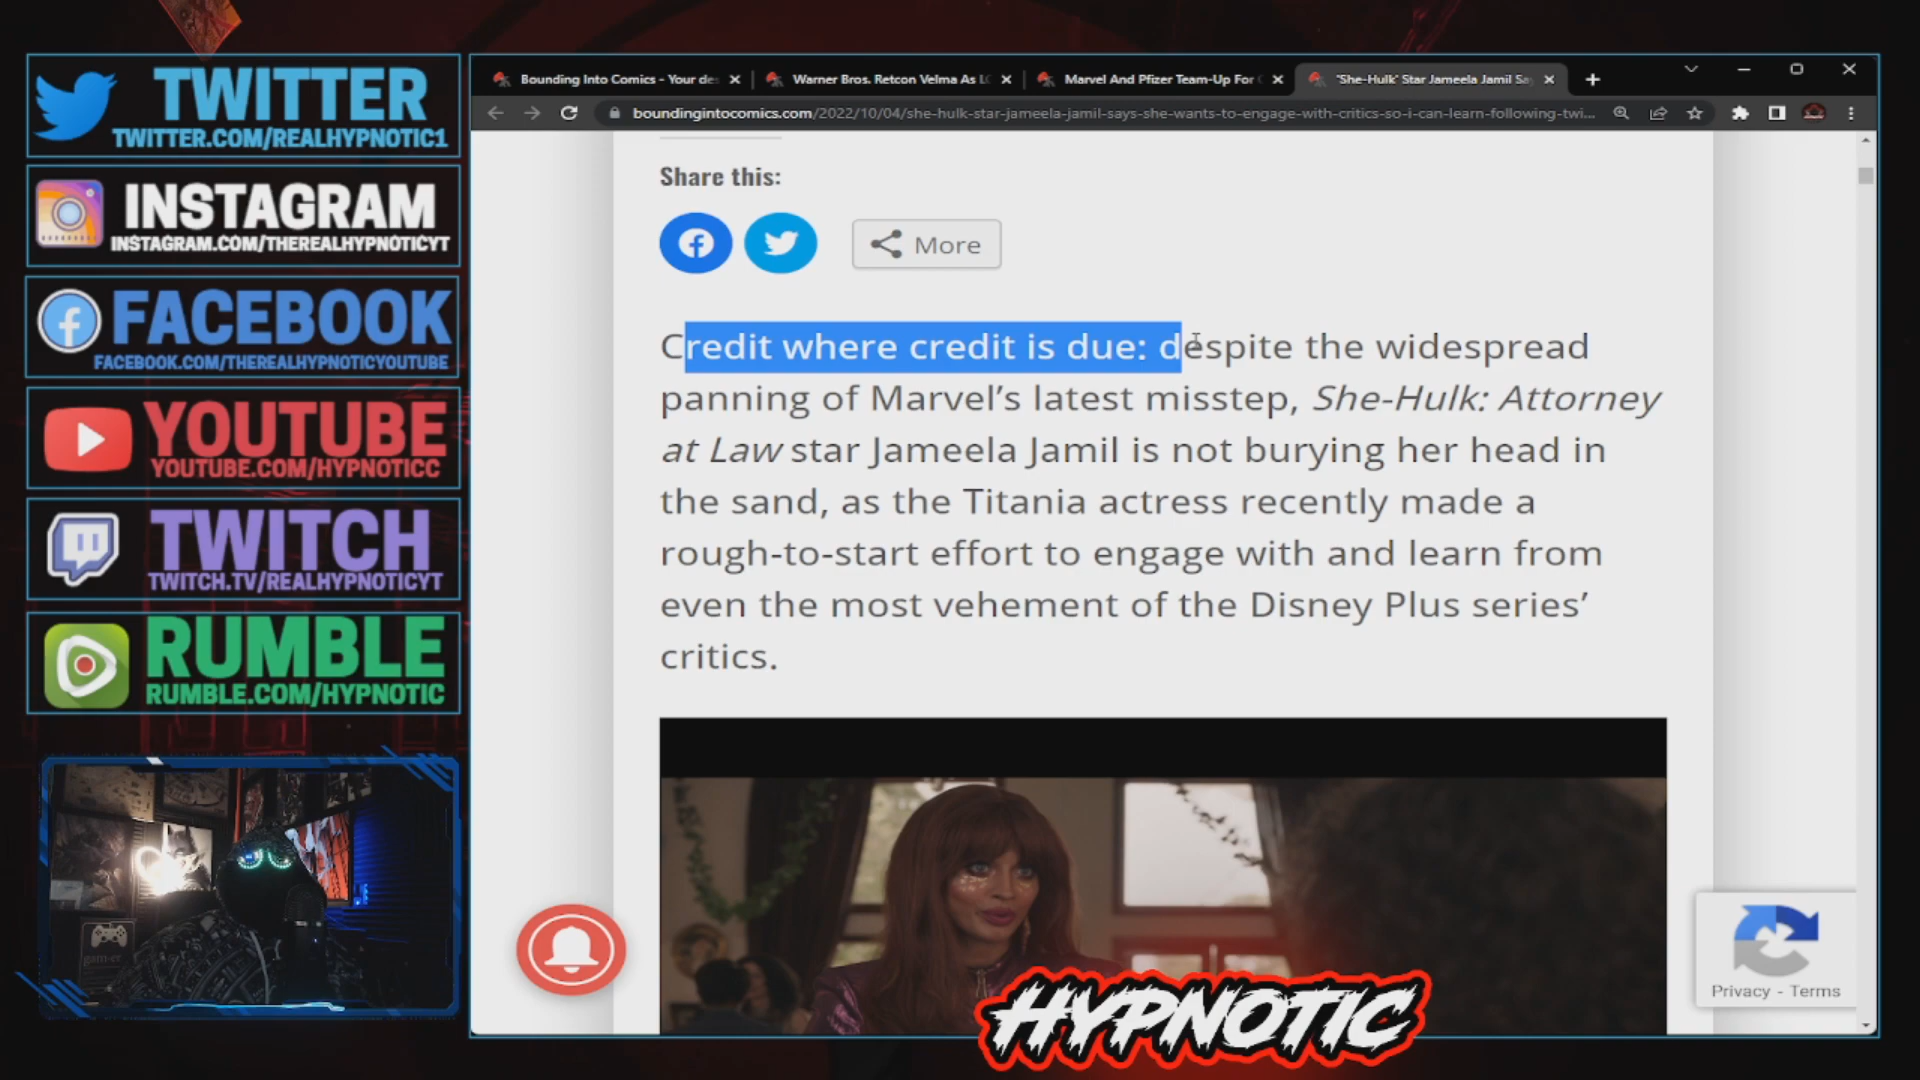 TWITTER
TWITTER.COM/REALHYPNOTIC1
INSTAGRAM
INSTAGRAM.COM/THEREALHYPNOTICYT
FACEBOOK
FACEBOOK.COM/THEREALHYPNOTICYOUTUBE
YOUTUBE
YOUTUBE.COM/HYPNOTICC
TWITCH
TWITCH.TV/REALHYPNOTICYT
RUMBLE
RUMBLE.COM/HYPNOTIC
Bounding Into Comics - Your des
Warner Bros. Retcon Velma As L
Marvel And Pfizer Team-Up For
'She-Hulk' Star Jameela Jamil Sa
boundingintocomics.com/2022/10/04/she-hulk-star-jameela-jamil-says-she-wants-to-engage-with-critics-so-i-can-learn-following-twi...
Share this:
More
Credit where credit is due: despite the widespread
panning of Marvel’s latest misstep, She-Hulk: Attorney
at Law star Jameela Jamil is not burying her head in
the sand, as the Titania actress recently made a
rough-to-start effort to engage with and learn from
even the most vehement of the Disney Plus series’
critics.
Privacy - Terms
HYPNOTIC